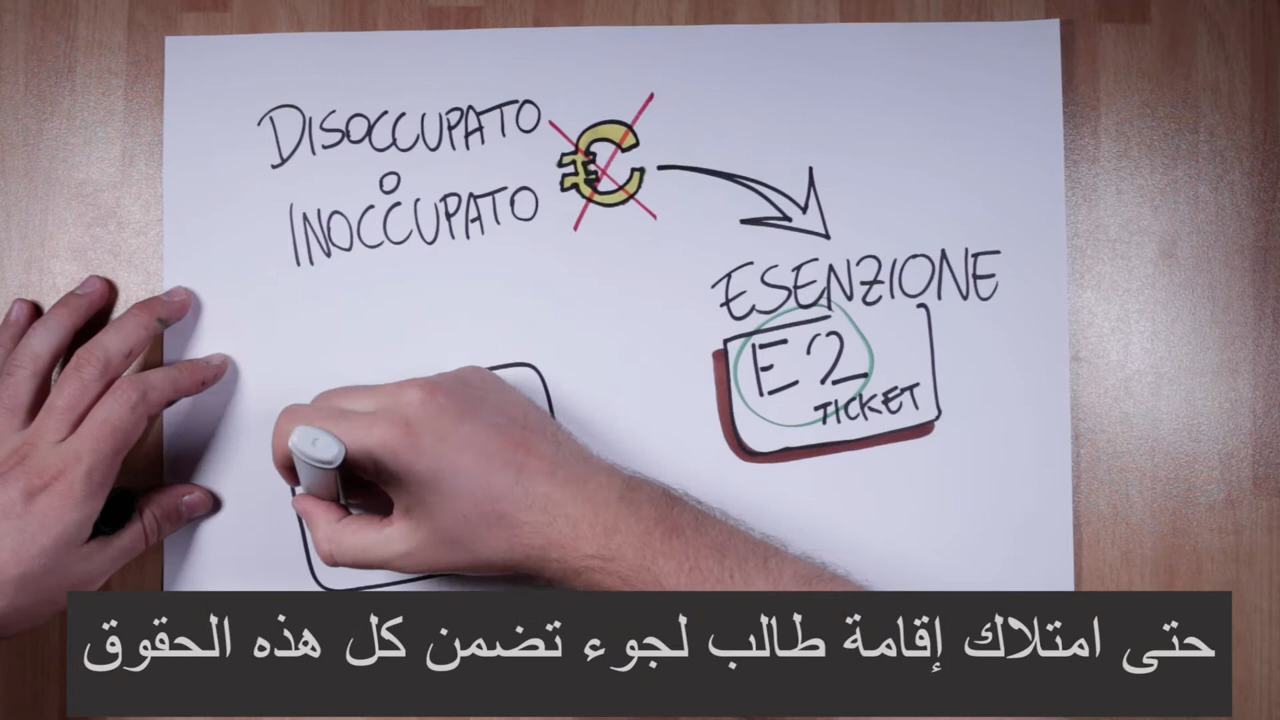 DISOCCUPATO
O
INOCCUPATO
€
ESENZIONE
E2
TICKET
حتى امتلاك إقامة طالب لجوء تضمن كل هذه الحقوق